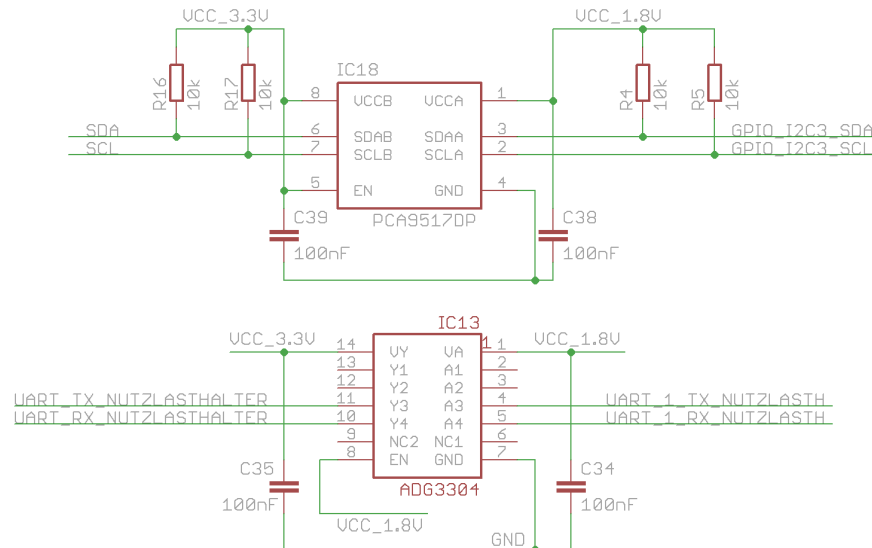 VCC_3.3V VCC_1.8V
IC18
R16 10k R17 10k R4 10k R5 10k
8 VCCB VCCA 1
SDA 6 SDAB SDAA 3 GPIO_I2C3_SDA
SCL 7 SCLB SCLA 2 GPIO_I2C3_SCL
5 EN GND 4
C39 PCA9517DP C38
100nF 100nF
IC13
VCC_3.3V 14 VY VA 1 1 VCC_1.8V
13 Y1 A1 2
12 Y2 A2 3
UART_TX_NUTZLASTHALTER 11 Y3 A3 4 UART_1_TX_NUTZLASTH
UART_RX_NUTZLASTHALTER 10 Y4 A4 5 UART_1_RX_NUTZLASTH
9 NC2 NC1 6
8 EN GND 7
C35 C34
ADG3304
100nF 100nF
VCC_1.8V
GND